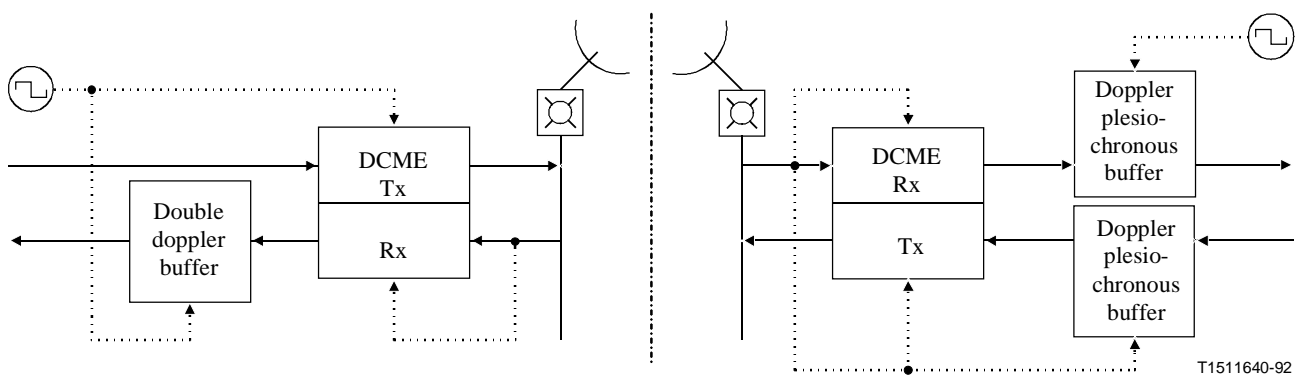 DCME
Tx
Rx
Double
doppler
buffer
DCME
Rx
Tx
Doppler
plesio-
chronous
buffer
Doppler
plesio-
chronous
buffer
T1511640-92